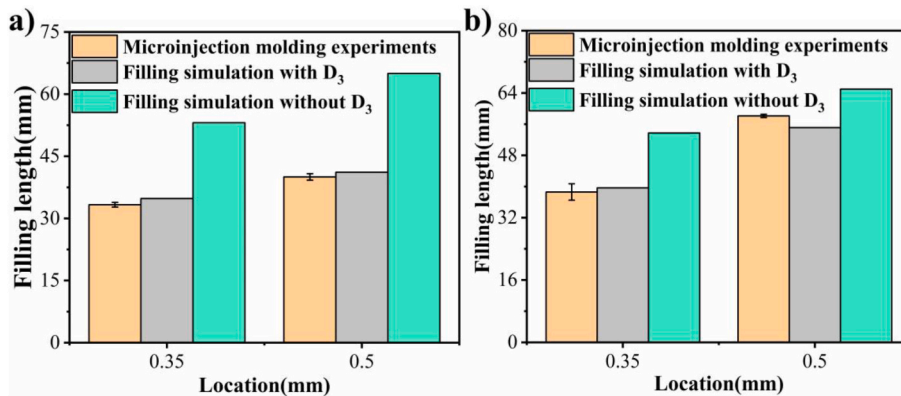 a)
75
60
45
30
15
0
Filling length(mm)
Microinjection molding experiments
Filling simulation with D₃
Filling simulation without D₃
0.35 0.5
Location(mm)
b)
80
64
48
32
16
0
Filling length(mm)
Microinjection molding experiments
Filling simulation with D₃
Filling simulation without D₃
0.35 0.5
Location(mm)